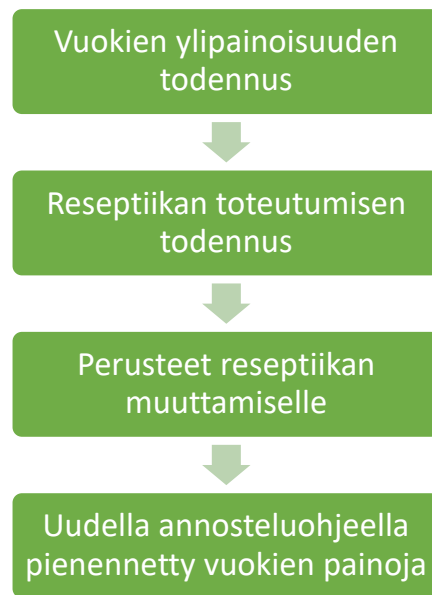 Vuokien ylipainoisuuden
todennus
Reseptiikan toteutumisen
todennus
Perusteet reseptiikan
muuttamiselle
Uudella annosteluohjeella
pienennetty vuokien painoja